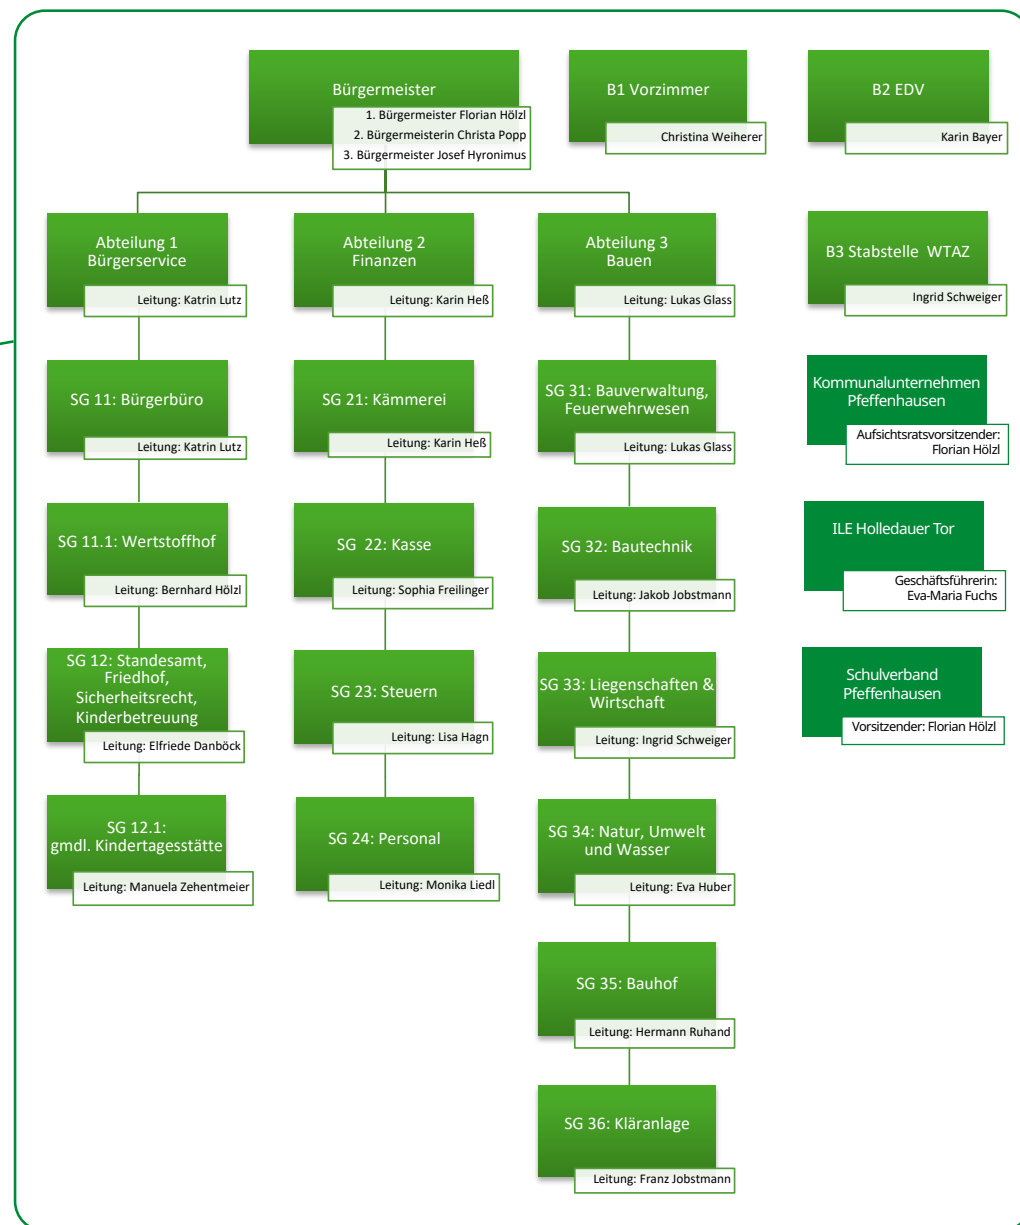 Bürgermeister
1. Bürgermeister Florian Hölzl
2. Bürgermeisterin Christa Popp
3. Bürgermeister Josef Hyronimus
B1 Vorzimmer
Christina Weiherer
B2 EDV
Karin Bayer
Abteilung 1
Bürgerservice
Leitung: Katrin Lutz
Abteilung 2
Finanzen
Leitung: Karin Heß
Abteilung 3
Bauen
Leitung: Lukas Glass
B3 Stabstelle  WTAZ
Ingrid Schweiger
SG 11: Bürgerbüro
Leitung: Katrin Lutz
SG 21: Kämmerei
Leitung: Karin Heß
SG 31: Bauverwaltung,
Feuerwehrwesen
Leitung: Lukas Glass
Kommunalunternehmen
Pfeffenhausen
Aufsichtsratsvorsitzender:
Florian Hölzl
SG 11.1: Wertstoffhof
Leitung: Bernhard Hölzl
SG  22: Kasse
Leitung: Sophia Freilinger
SG 32: Bautechnik
Leitung: Jakob Jobstmann
ILE Holledauer Tor
Geschäftsführerin:
Eva-Maria Fuchs
SG 12: Standesamt,
Friedhof,
Sicherheitsrecht,
Kinderbetreuung
Leitung: Elfriede Danböck
SG 23: Steuern
Leitung: Lisa Hagn
SG 33: Liegenschaften &
Wirtschaft
Leitung: Ingrid Schweiger
Schulverband
Pfeffenhausen
Vorsitzender: Florian Hölzl
SG 12.1:
gmdl. Kindertagesstätte
Leitung: Manuela Zehentmeier
SG 24: Personal
Leitung: Monika Liedl
SG 34: Natur, Umwelt
und Wasser
Leitung: Eva Huber
SG 35: Bauhof
Leitung: Hermann Ruhand
SG 36: Kläranlage
Leitung: Franz Jobstmann